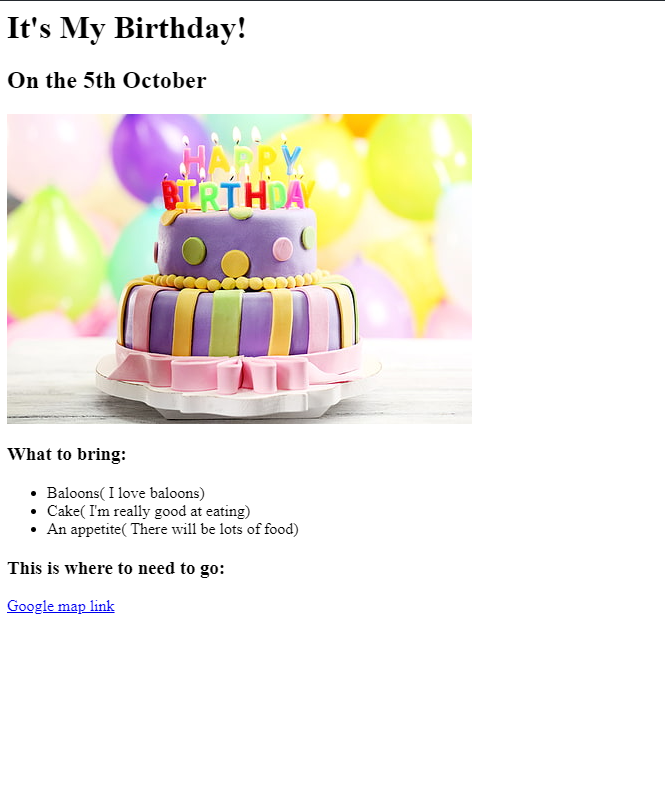 It's My Birthday!
On the 5th October
HAPPY
BIRTHDAY
What to bring:
Baloons( I love baloons)
Cake( I'm really good at eating)
An appetite( There will be lots of food)
This is where to need to go:
Google map link